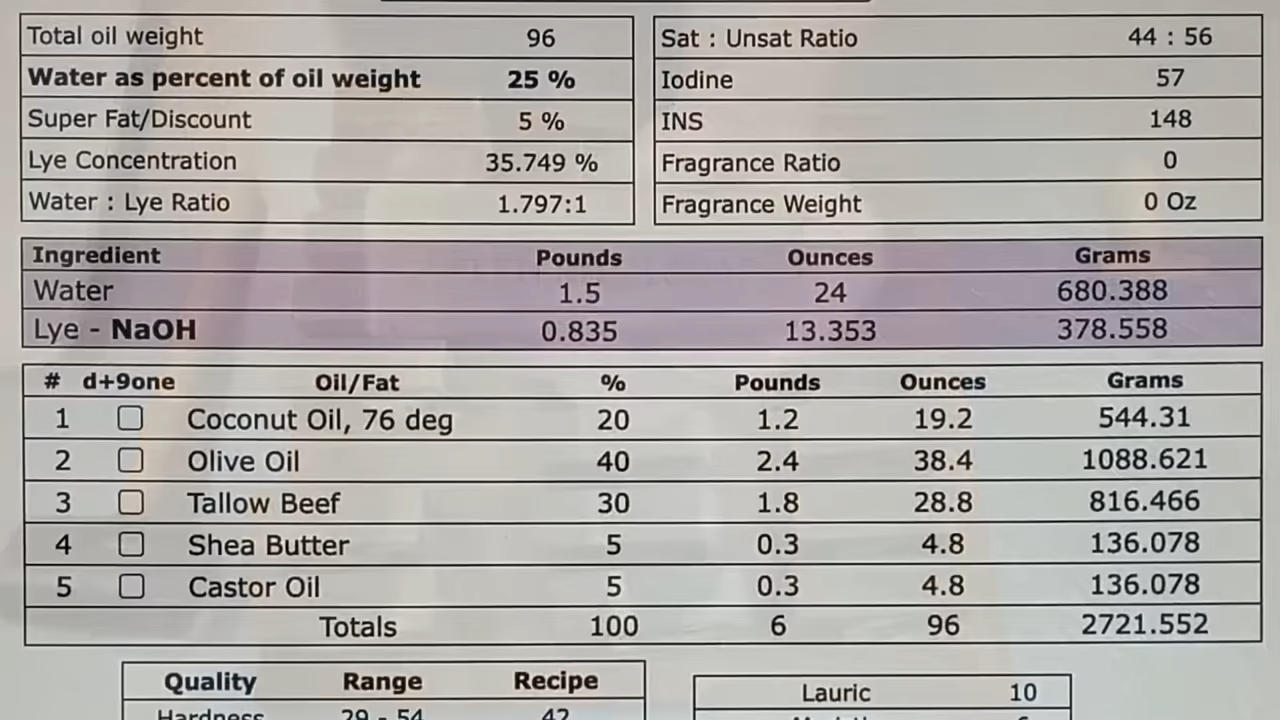 Total oil weight 96
Water as percent of oil weight 25 %
Super Fat/Discount 5 %
Lye Concentration 35.749 %
Water : Lye Ratio 1.797:1
Sat : Unsat Ratio 44 : 56
Iodine 57
INS 148
Fragrance Ratio 0
Fragrance Weight 0 Oz
Ingredient Pounds Ounces Grams
Water 1.5 24 680.388
Lye - NaOH 0.835 13.353 378.558
# d+9one Oil/Fat % Pounds Ounces Grams
1 Coconut Oil, 76 deg 20 1.2 19.2 544.31
2 Olive Oil 40 2.4 38.4 1088.621
3 Tallow Beef 30 1.8 28.8 816.466
4 Shea Butter 5 0.3 4.8 136.078
5 Castor Oil 5 0.3 4.8 136.078
Totals 100 6 96 2721.552
Quality Range Recipe
Hardness 29 - 54 42
Lauric 10